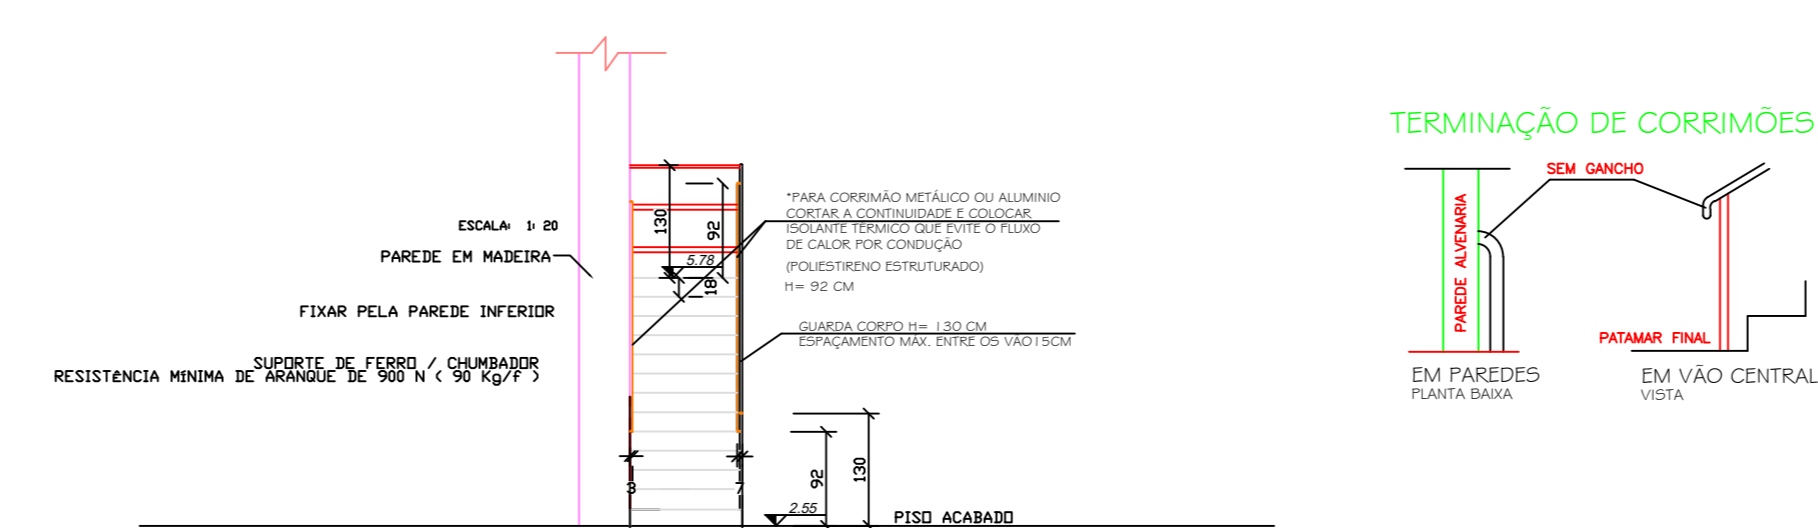 TERMINAÇÃO DE CORRIMÕES
SEM GANCHO
PAREDE ALVENARIA
PATAMAR FINAL
EM PAREDES
PLANTA BAIXA
EM VÃO CENTRAL
VISTA
ESCALA: 1: 20
PAREDE EM MADEIRA
FIXAR PELA PAREDE INFERIOR
SUPORTE DE FERRO / CHUMBADOR
RESISTÊNCIA MÍNIMA DE ARANQUE DE 900 N ( 90 Kg/f )
130
92
5.78
18
*PARA CORRIMÃO METÁLICO OU ALUMINIO
CORTAR A CONTINUIDADE E COLOCAR
ISOLANTE TÉRMICO QUE EVITE O FLUXO
DE CALOR POR CONDUÇÃO
(POLIESTIRENO ESTRUTURADO)
H= 92 CM
GUARDA CORPO H= 130 CM
ESPAÇAMENTO MÁX. ENTRE OS VÃO15CM
3
7
92
130
2.55
PISO ACABADO